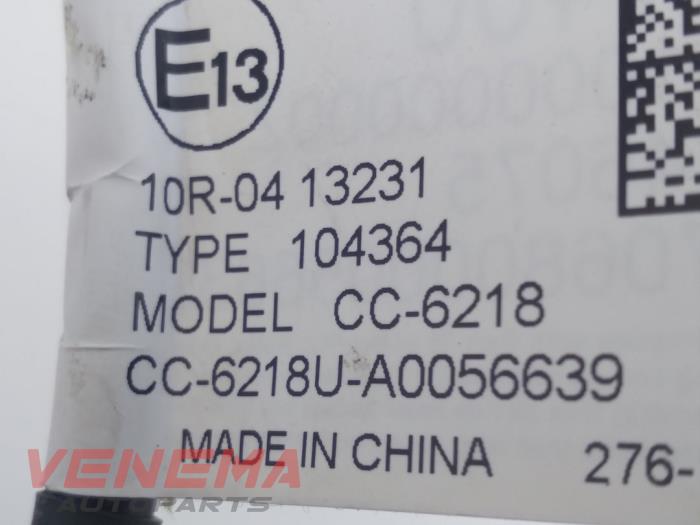 E13
10R-04 13231
TYPE 104364
MODEL CC-6218
CC-6218U-A0056639
MADE IN CHINA 276-
VENEMA
AUTOPARTS